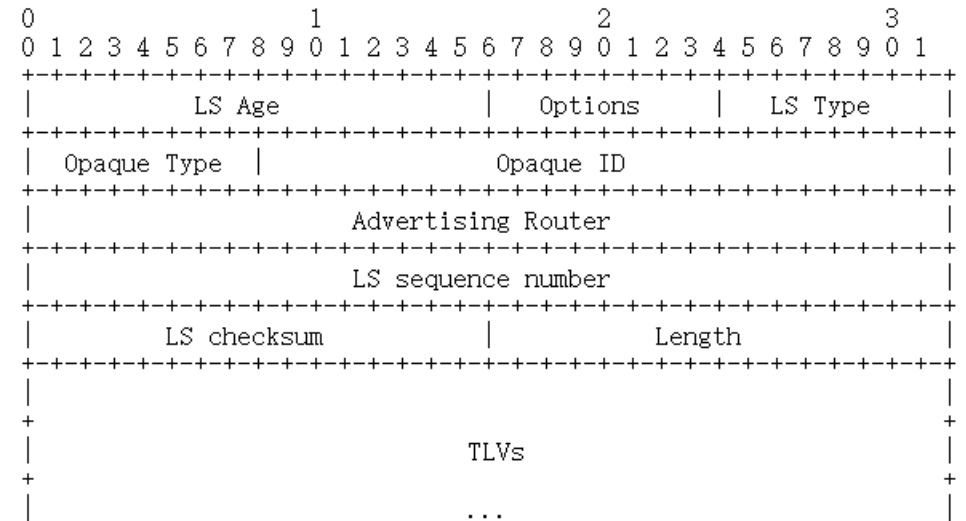 0                   1                   2                   3
0 1 2 3 4 5 6 7 8 9 0 1 2 3 4 5 6 7 8 9 0 1 2 3 4 5 6 7 8 9 0 1
+-+-+-+-+-+-+-+-+-+-+-+-+-+-+-+-+-+-+-+-+-+-+-+-+-+-+-+-+-+-+-+-+
|           LS Age              |   Options     |   LS Type     |
+-+-+-+-+-+-+-+-+-+-+-+-+-+-+-+-+-+-+-+-+-+-+-+-+-+-+-+-+-+-+-+-+
|  Opaque Type  |                Opaque ID                      |
+-+-+-+-+-+-+-+-+-+-+-+-+-+-+-+-+-+-+-+-+-+-+-+-+-+-+-+-+-+-+-+-+
|                      Advertising Router                       |
+-+-+-+-+-+-+-+-+-+-+-+-+-+-+-+-+-+-+-+-+-+-+-+-+-+-+-+-+-+-+-+-+
|                      LS sequence number                       |
+-+-+-+-+-+-+-+-+-+-+-+-+-+-+-+-+-+-+-+-+-+-+-+-+-+-+-+-+-+-+-+-+
|         LS checksum           |           Length              |
+-+-+-+-+-+-+-+-+-+-+-+-+-+-+-+-+-+-+-+-+-+-+-+-+-+-+-+-+-+-+-+-+
|                                                               |
+                                                               +
|                              TLVs                             |
+                                                               +
|                              ...                              |